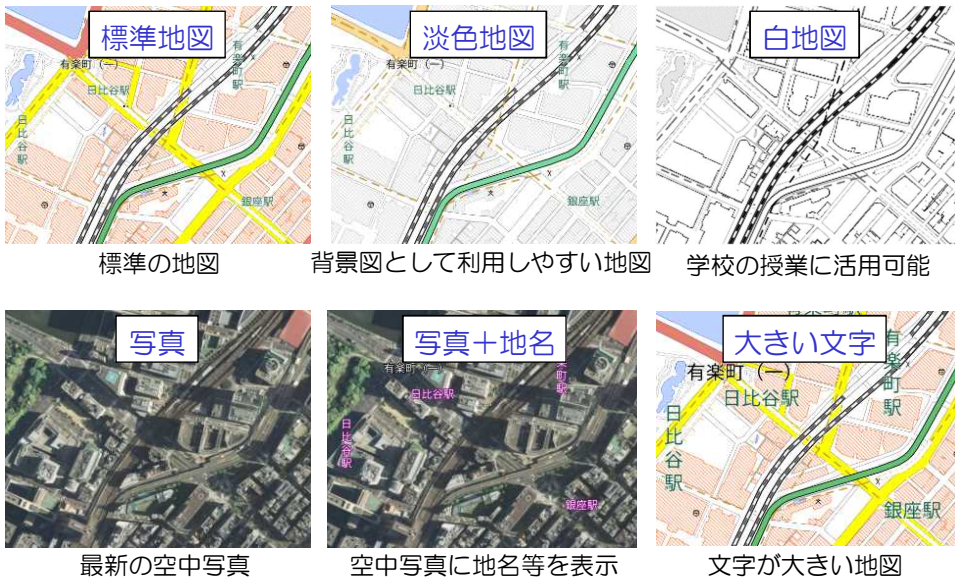 標準地図
有楽町（一）
有楽町駅
日比谷駅
日比谷駅
銀座駅
標準の地図
淡色地図
有楽町（一）
有楽町駅
日比谷駅
日比谷駅
銀座駅
背景図として利用しやすい地図
白地図
学校の授業に活用可能
写真
最新の空中写真
写真＋地名
有楽町（一）
日比谷駅
楽町駅
日比谷駅
銀座駅
空中写真に地名等を表示
大きい文字
有楽町（一）
有楽町駅
日比谷駅
日比谷駅
銀座駅
文字が大きい地図